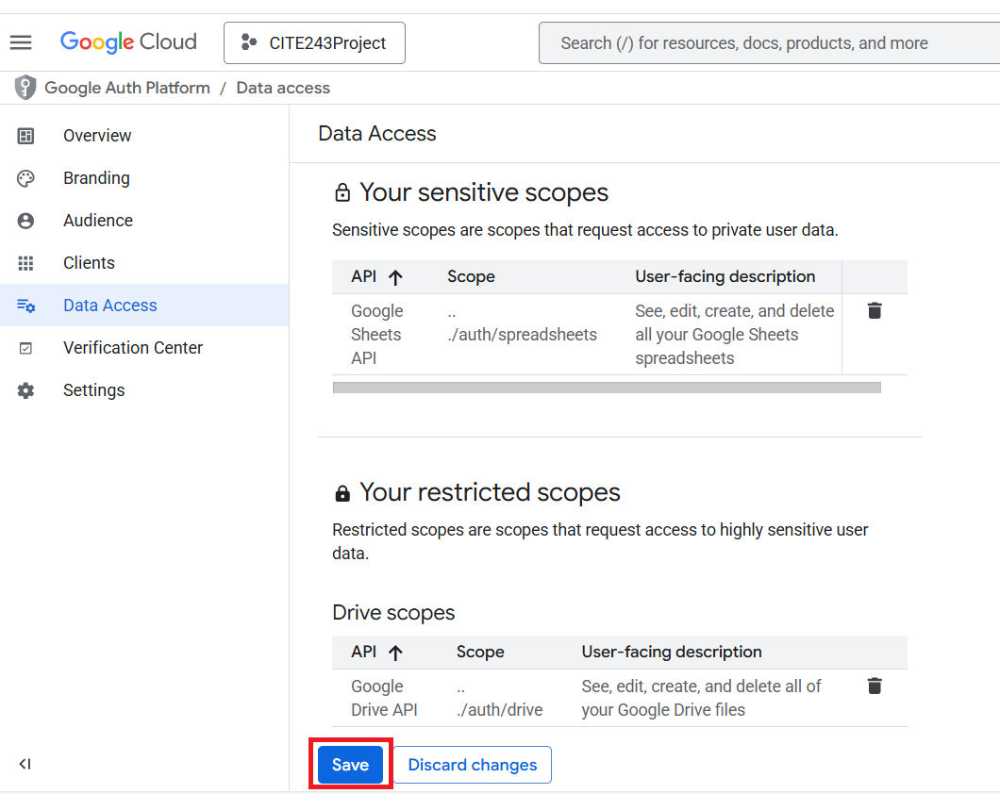 Google Cloud
CITE243Project
Search (/) for resources, docs, products, and more
Google Auth Platform / Data access
Overview
Branding
Audience
Clients
Data Access
Verification Center
Settings
Data Access
Your sensitive scopes
Sensitive scopes are scopes that request access to private user data.
API Scope User-facing description
Google .. See, edit, create, and delete
Sheets ./auth/spreadsheets all your Google Sheets
API spreadsheets
Your restricted scopes
Restricted scopes are scopes that request access to highly sensitive user
data.
Drive scopes
API Scope User-facing description
Google .. See, edit, create, and delete all of
Drive API ./auth/drive your Google Drive files
Save Discard changes